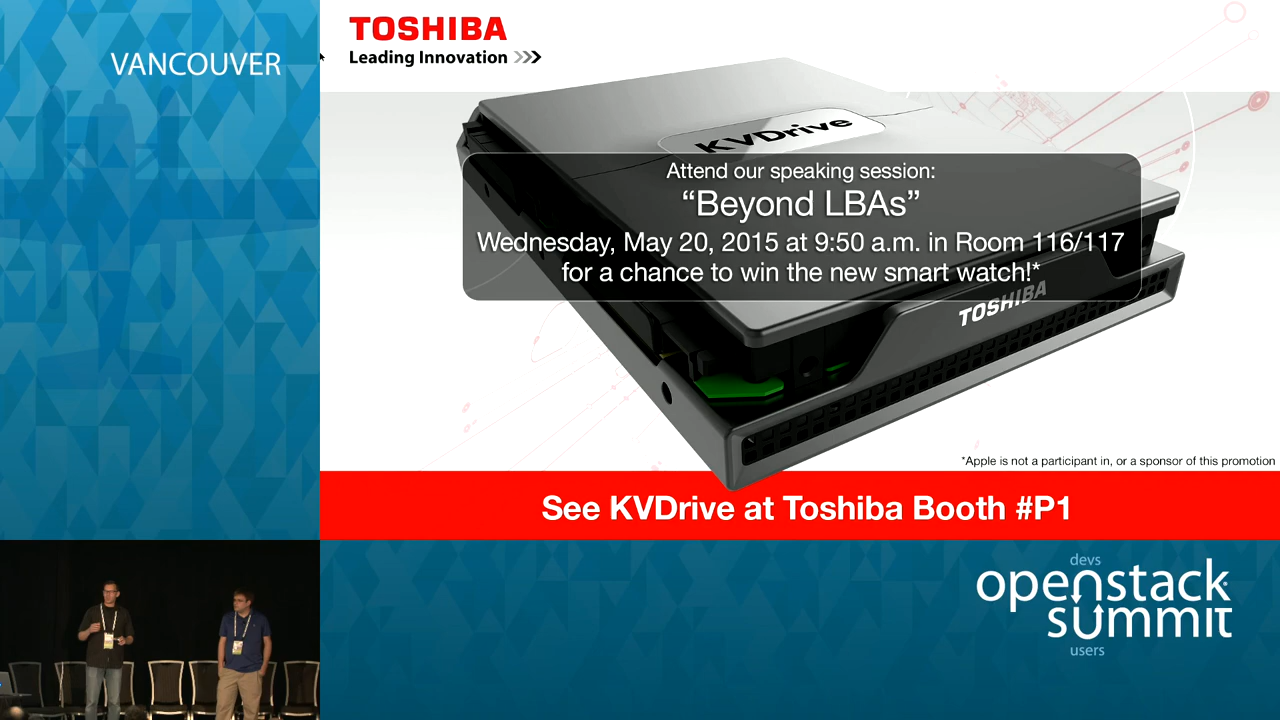 VANCOUVER
TOSHIBA
Leading Innovation >>>
KVDrive
Attend our speaking session:
“Beyond LBAs”
Wednesday, May 20, 2015 at 9:50 a.m. in Room 116/117
for a chance to win the new smart watch!*
TOSHIBA
*Apple is not a participant in, or a sponsor of this promotion
See KVDrive at Toshiba Booth #P1
devs
openstack
summit
users